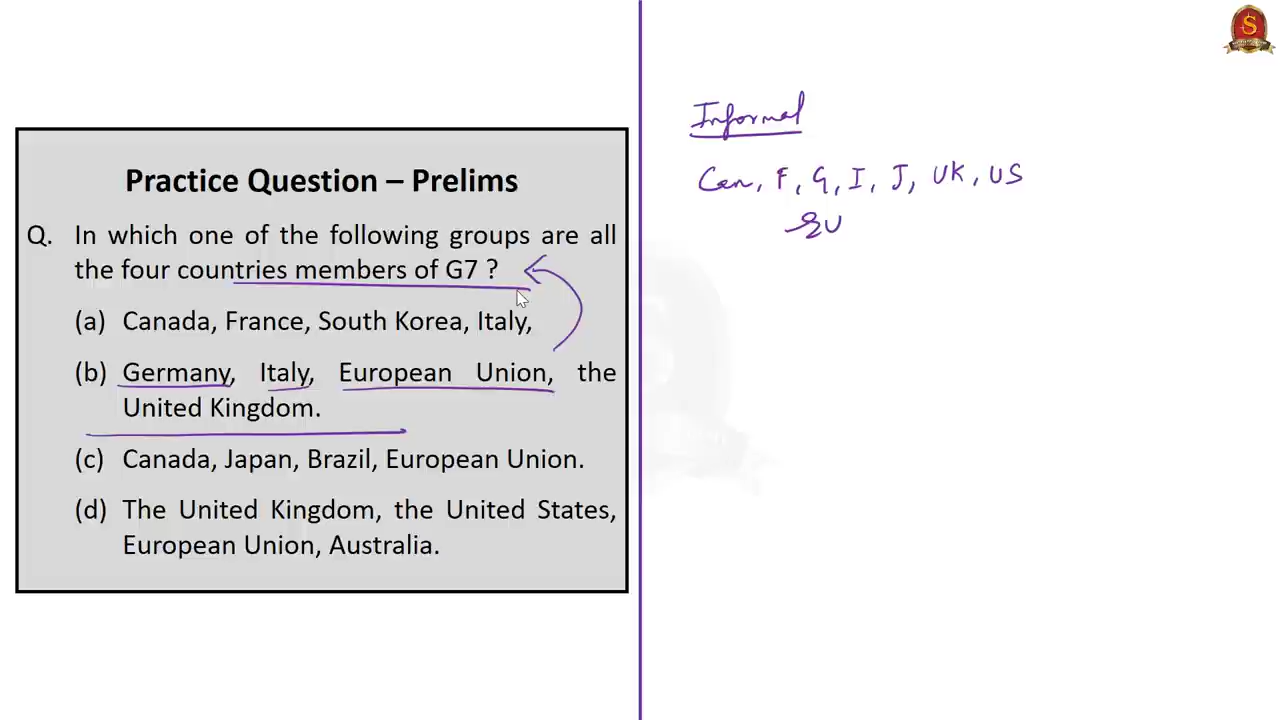 Practice Question – Prelims
Q. In which one of the following groups are all
the four countries members of G7 ?
(a) Canada, France, South Korea, Italy,
(b) Germany, Italy, European Union, the
United Kingdom.
(c) Canada, Japan, Brazil, European Union.
(d) The United Kingdom, the United States,
European Union, Australia.
Informal
Can, F, G, I, J, UK, US
EU